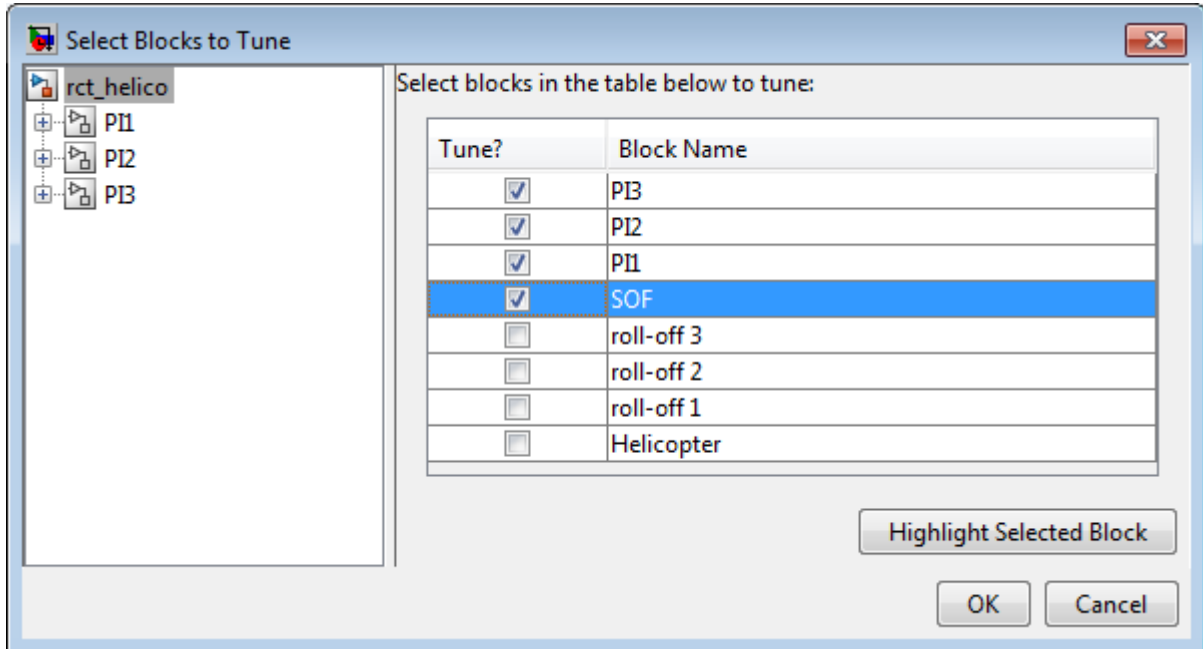 Select Blocks to Tune
rct_helico
PI1
PI2
PI3
Select blocks in the table below to tune:
Tune? Block Name
PI3
PI2
PI1
SOF
roll-off 3
roll-off 2
roll-off 1
Helicopter
Highlight Selected Block
OK Cancel